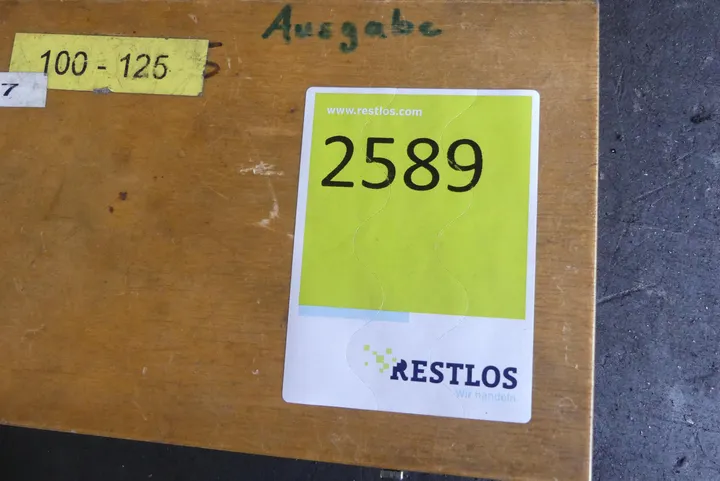 Ausgabe
100 - 125
7
www.restlos.com
2589
RESTLOS
Wir handeln.